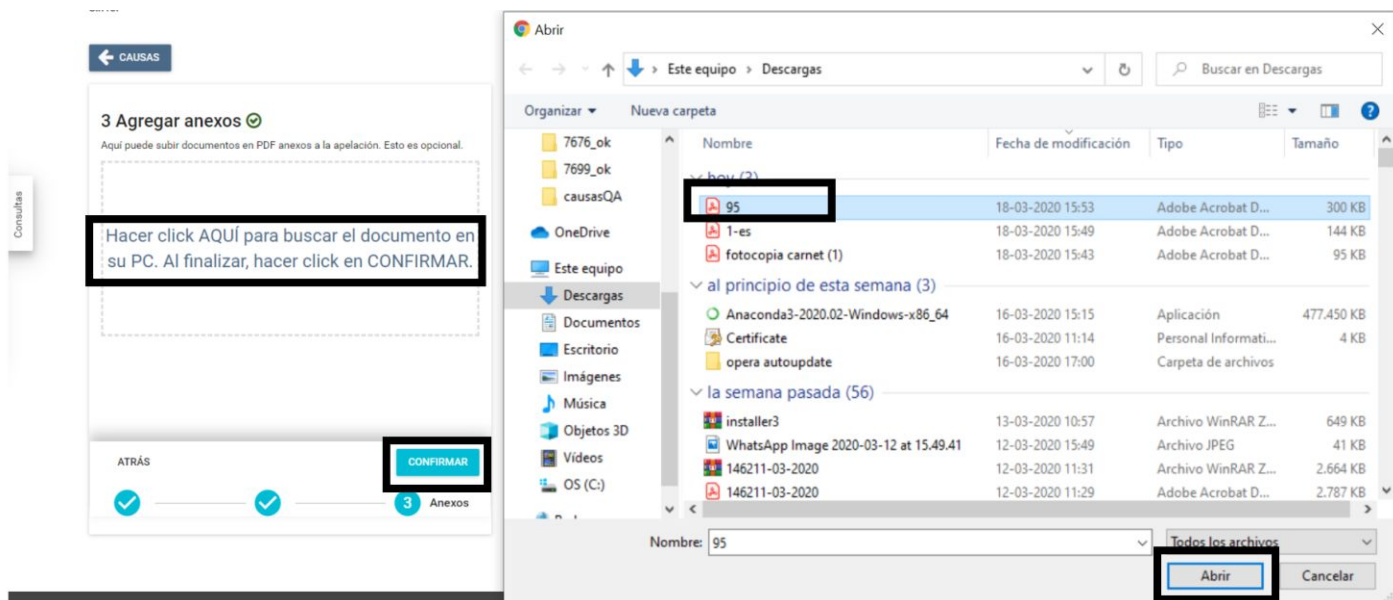 CAUSAS
3 Agregar anexos
Aquí puede subir documentos en PDF anexos a la apelación. Esto es opcional.
Consultas
Hacer click AQUÍ para buscar el documento en
su PC. Al finalizar, hacer click en CONFIRMAR.
ATRÁS
CONFIRMAR
3 Anexos
Abrir
Este equipo > Descargas
Buscar en Descargas
Organizar
Nueva carpeta
7676_ok
7699_ok
causasQA
OneDrive
Este equipo
Descargas
Documentos
Escritorio
Imágenes
Música
Objetos 3D
Vídeos
OS (C:)
Nombre Fecha de modificación Tipo Tamaño
hoy (3)
95 18-03-2020 15:53 Adobe Acrobat D... 300 KB
1-es 18-03-2020 15:49 Adobe Acrobat D... 144 KB
fotocopia carnet (1) 18-03-2020 15:43 Adobe Acrobat D... 95 KB
al principio de esta semana (3)
Anaconda3-2020.02-Windows-x86_64 16-03-2020 15:15 Aplicación 477.450 KB
Certificate 16-03-2020 11:14 Personal Informati... 4 KB
opera autoupdate 16-03-2020 17:00 Carpeta de archivos
la semana pasada (56)
installer3 13-03-2020 10:57 Archivo WinRAR Z... 649 KB
WhatsApp Image 2020-03-12 at 15.49.41 12-03-2020 15:49 Archivo JPEG 41 KB
146211-03-2020 12-03-2020 11:31 Archivo WinRAR Z... 2.664 KB
146211-03-2020 12-03-2020 11:29 Adobe Acrobat D... 2.787 KB
Nombre: 95
Todos los archivos
Abrir
Cancelar